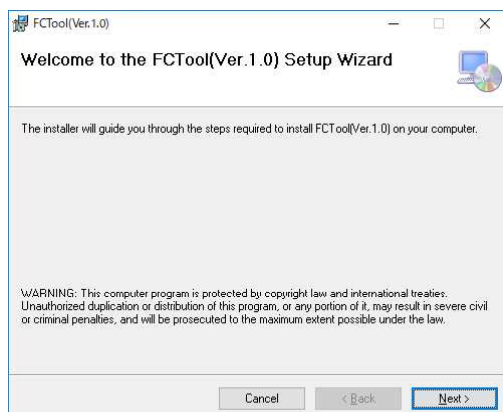 FCTool(Ver.1.0)
Welcome to the FCTool(Ver.1.0) Setup Wizard
The installer will guide you through the steps required to install FCTool(Ver.1.0) on your computer.
WARNING: This computer program is protected by copyright law and international treaties.
Unauthorized duplication or distribution of this program, or any portion of it, may result in severe civil
or criminal penalties, and will be prosecuted to the maximum extent possible under the law.
Cancel
< Back
Next >